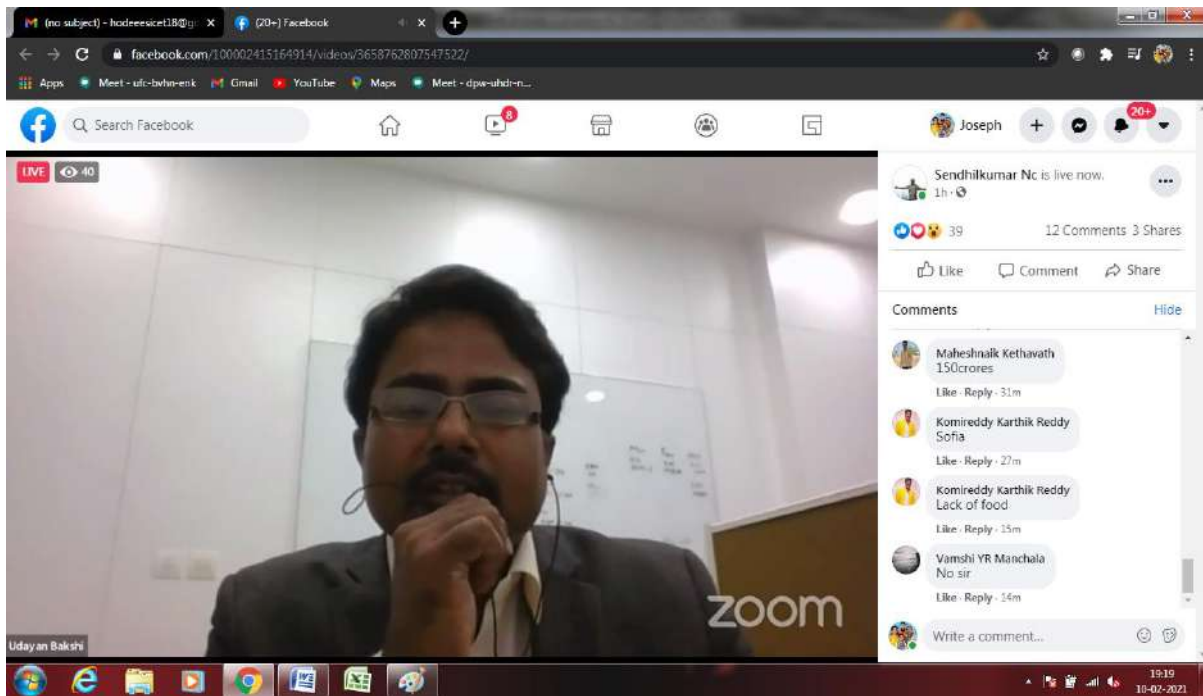 (no subject) - hodeeesicet18@g
(20+) Facebook
facebook.com/100002415164914/videos/3658762807547522/
Apps
Meet - ufc-bvhn-enk
Gmail
YouTube
Maps
Meet - dpw-uhdr-n...
Search Facebook
8
Joseph
20+
LIVE
40
Sendhilkumar Nc is live now.
1h
39
12 Comments 3 Shares
Like
Comment
Share
Comments
Hide
Maheshnaik Kethavath
150crores
Like · Reply · 31m
Komireddy Karthik Reddy
Sofia
Like · Reply · 27m
Komireddy Karthik Reddy
Lack of food
Like · Reply · 15m
Vamshi YR Manchala
No sir
Like · Reply · 14m
zoom
Udayan Bakshi
Write a comment...
19:19
10-02-2021